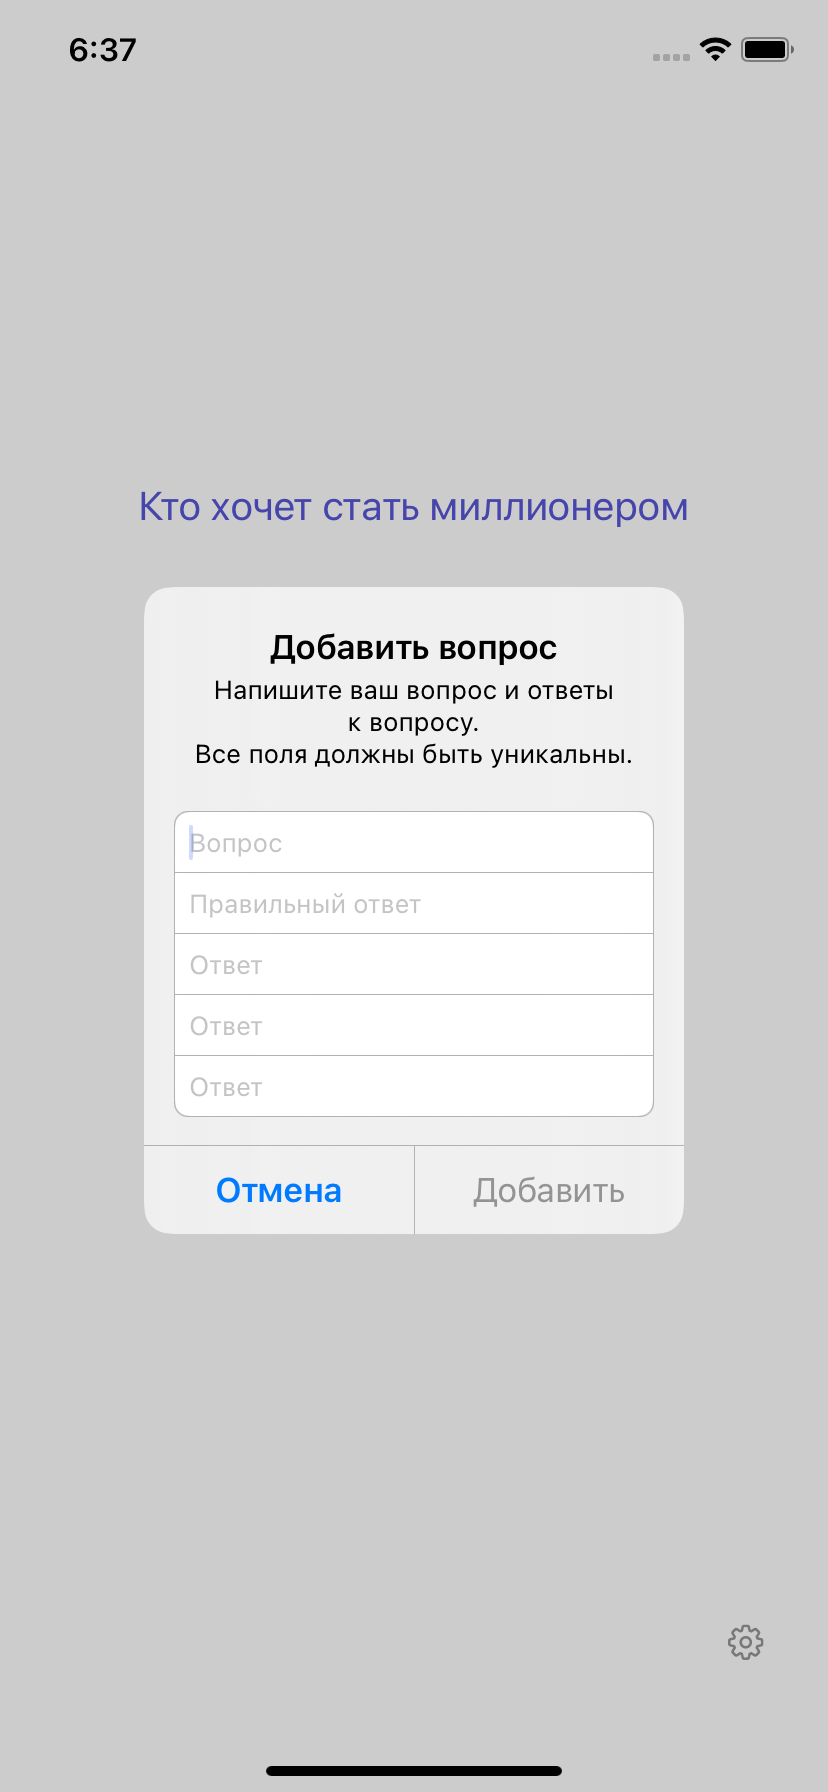 6:37
Кто хочет стать миллионером
Добавить вопрос
Напишите ваш вопрос и ответы
к вопросу.
Все поля должны быть уникальны.
Вопрос
Правильный ответ
Ответ
Ответ
Ответ
Отмена
Добавить